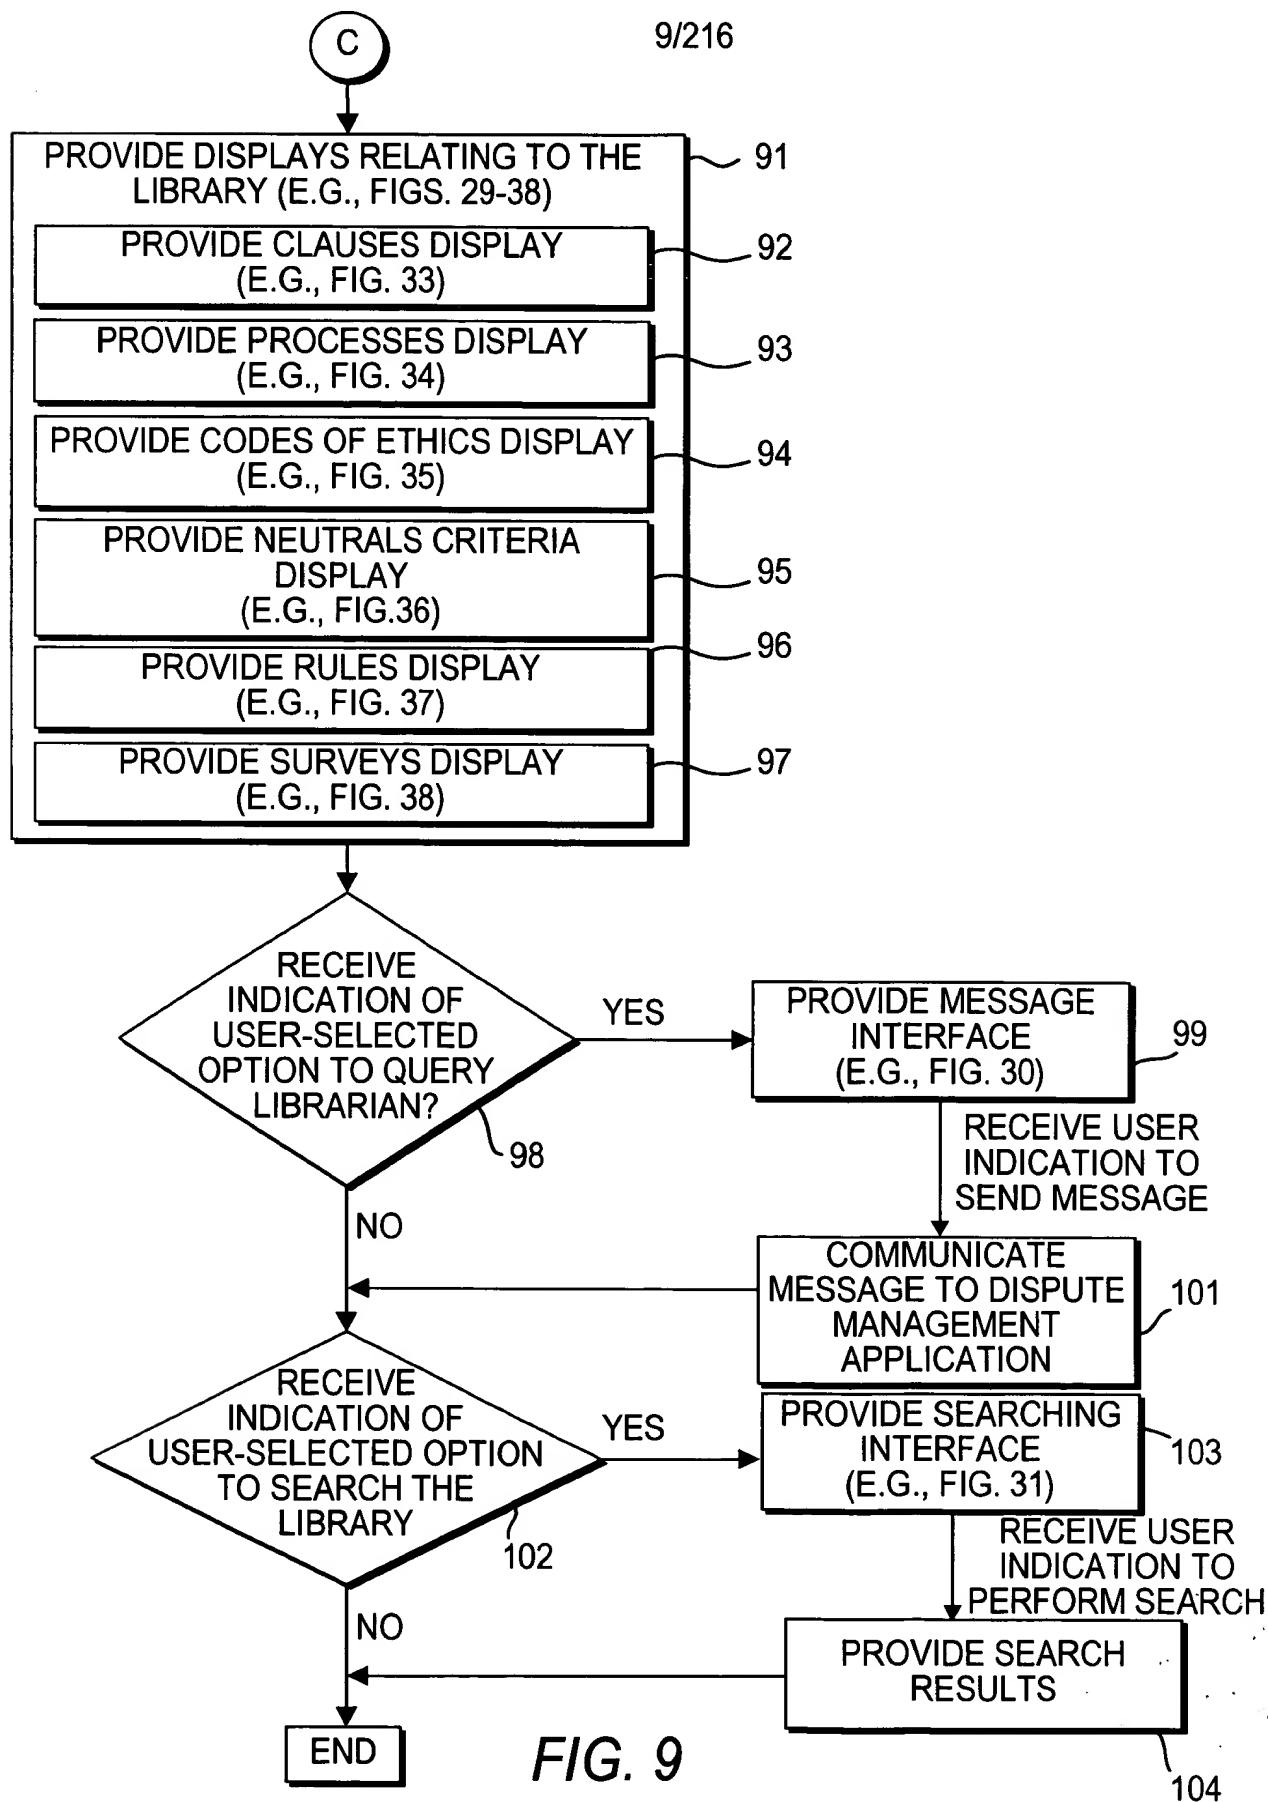 C
9/216
PROVIDE DISPLAYS RELATING TO THE
LIBRARY (E.G., FIGS. 29-38)
91
PROVIDE CLAUSES DISPLAY
(E.G., FIG. 33)
92
PROVIDE PROCESSES DISPLAY
(E.G., FIG. 34)
93
PROVIDE CODES OF ETHICS DISPLAY
(E.G., FIG. 35)
94
PROVIDE NEUTRALS CRITERIA
DISPLAY
(E.G., FIG.36)
95
96
PROVIDE RULES DISPLAY
(E.G., FIG. 37)
PROVIDE SURVEYS DISPLAY
(E.G., FIG. 38)
97
RECEIVE
INDICATION OF
USER-SELECTED
OPTION TO QUERY
LIBRARIAN?
98
YES
PROVIDE MESSAGE
INTERFACE
(E.G., FIG. 30)
99
RECEIVE USER
INDICATION TO
SEND MESSAGE
NO
COMMUNICATE
MESSAGE TO DISPUTE
MANAGEMENT
APPLICATION
101
RECEIVE
INDICATION OF
USER-SELECTED OPTION
TO SEARCH THE
LIBRARY
102
YES
PROVIDE SEARCHING
INTERFACE
(E.G., FIG. 31)
103
RECEIVE USER
INDICATION TO
PERFORM SEARCH
NO
PROVIDE SEARCH
RESULTS
104
END
FIG. 9